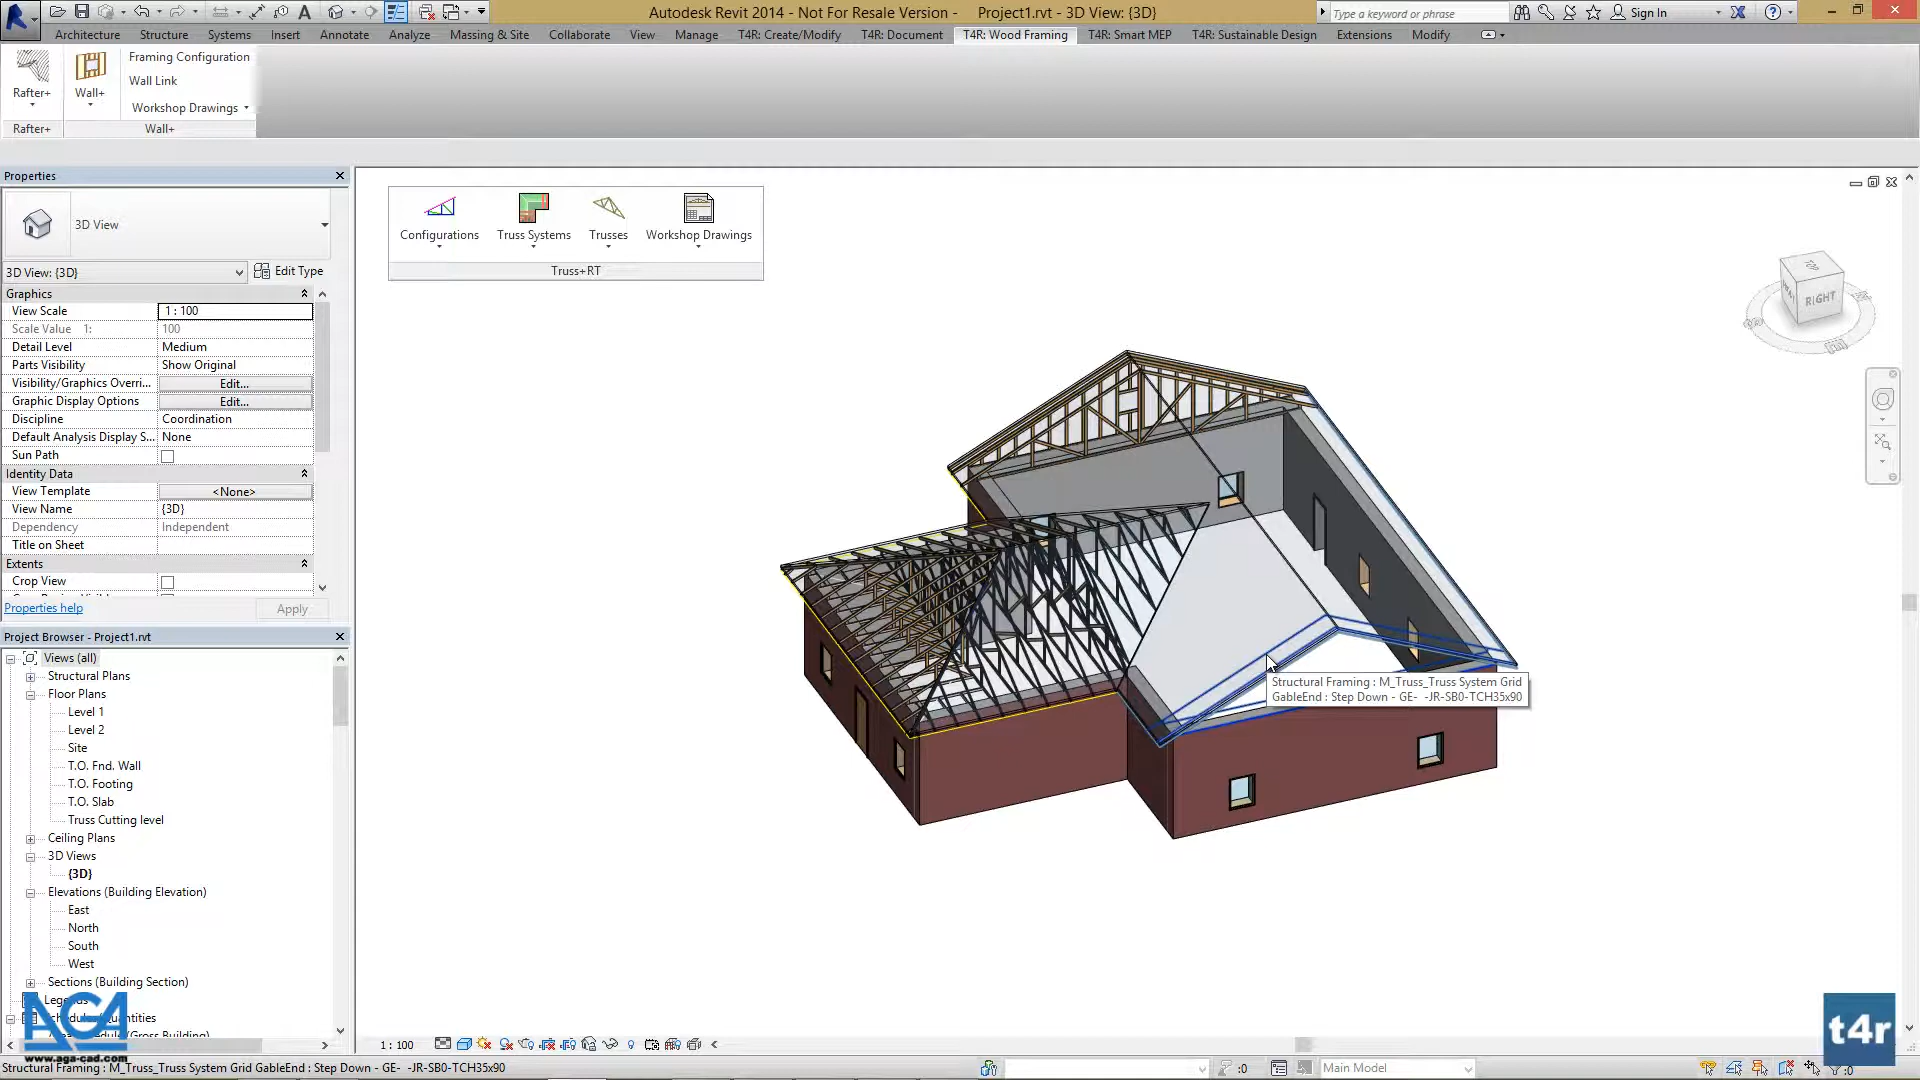 Autodesk Revit 2014 - Not For Resale Version - Project1.rvt - 3D View: {3D}
Type a keyword or phrase
Sign In
Architecture Structure Systems Insert Annotate Analyze Massing & Site Collaborate View Manage T4R: Create/Modify T4R: Document T4R: Wood Framing T4R: Smart MEP T4R: Sustainable Design Extensions Modify
Rafter+
Wall+
Framing Configuration
Wall Link
Workshop Drawings
Rafter+
Wall+
Properties
3D View
3D View: {3D}
Edit Type
Graphics
View Scale 1 : 100
Scale Value 1: 100
Detail Level Medium
Parts Visibility Show Original
Visibility/Graphics Overri... Edit...
Graphic Display Options Edit...
Discipline Coordination
Default Analysis Display S... None
Sun Path
Identity Data
View Template <None>
View Name {3D}
Dependency Independent
Title on Sheet
Extents
Crop View
Properties help
Apply
Project Browser - Project1.rvt
Views (all)
Structural Plans
Floor Plans
Level 1
Level 2
Site
T.O. Fnd. Wall
T.O. Footing
T.O. Slab
Truss Cutting level
Ceiling Plans
3D Views
{3D}
Elevations (Building Elevation)
East
North
South
West
Sections (Building Section)
Legends
Schedules/Quantities
(Gross Building)
AGA
www.aga-cad.com
Configurations
Truss Systems
Trusses
Workshop Drawings
Truss+RT
TOP
RIGHT
Structural Framing : M_Truss_Truss System Grid
GableEnd : Step Down - GE- -JR-SB0-TCH35x90
1 : 100
Structural Framing : M_Truss_Truss System Grid GableEnd : Step Down - GE- -JR-SB0-TCH35x90
:0
Main Model
:0
t4r